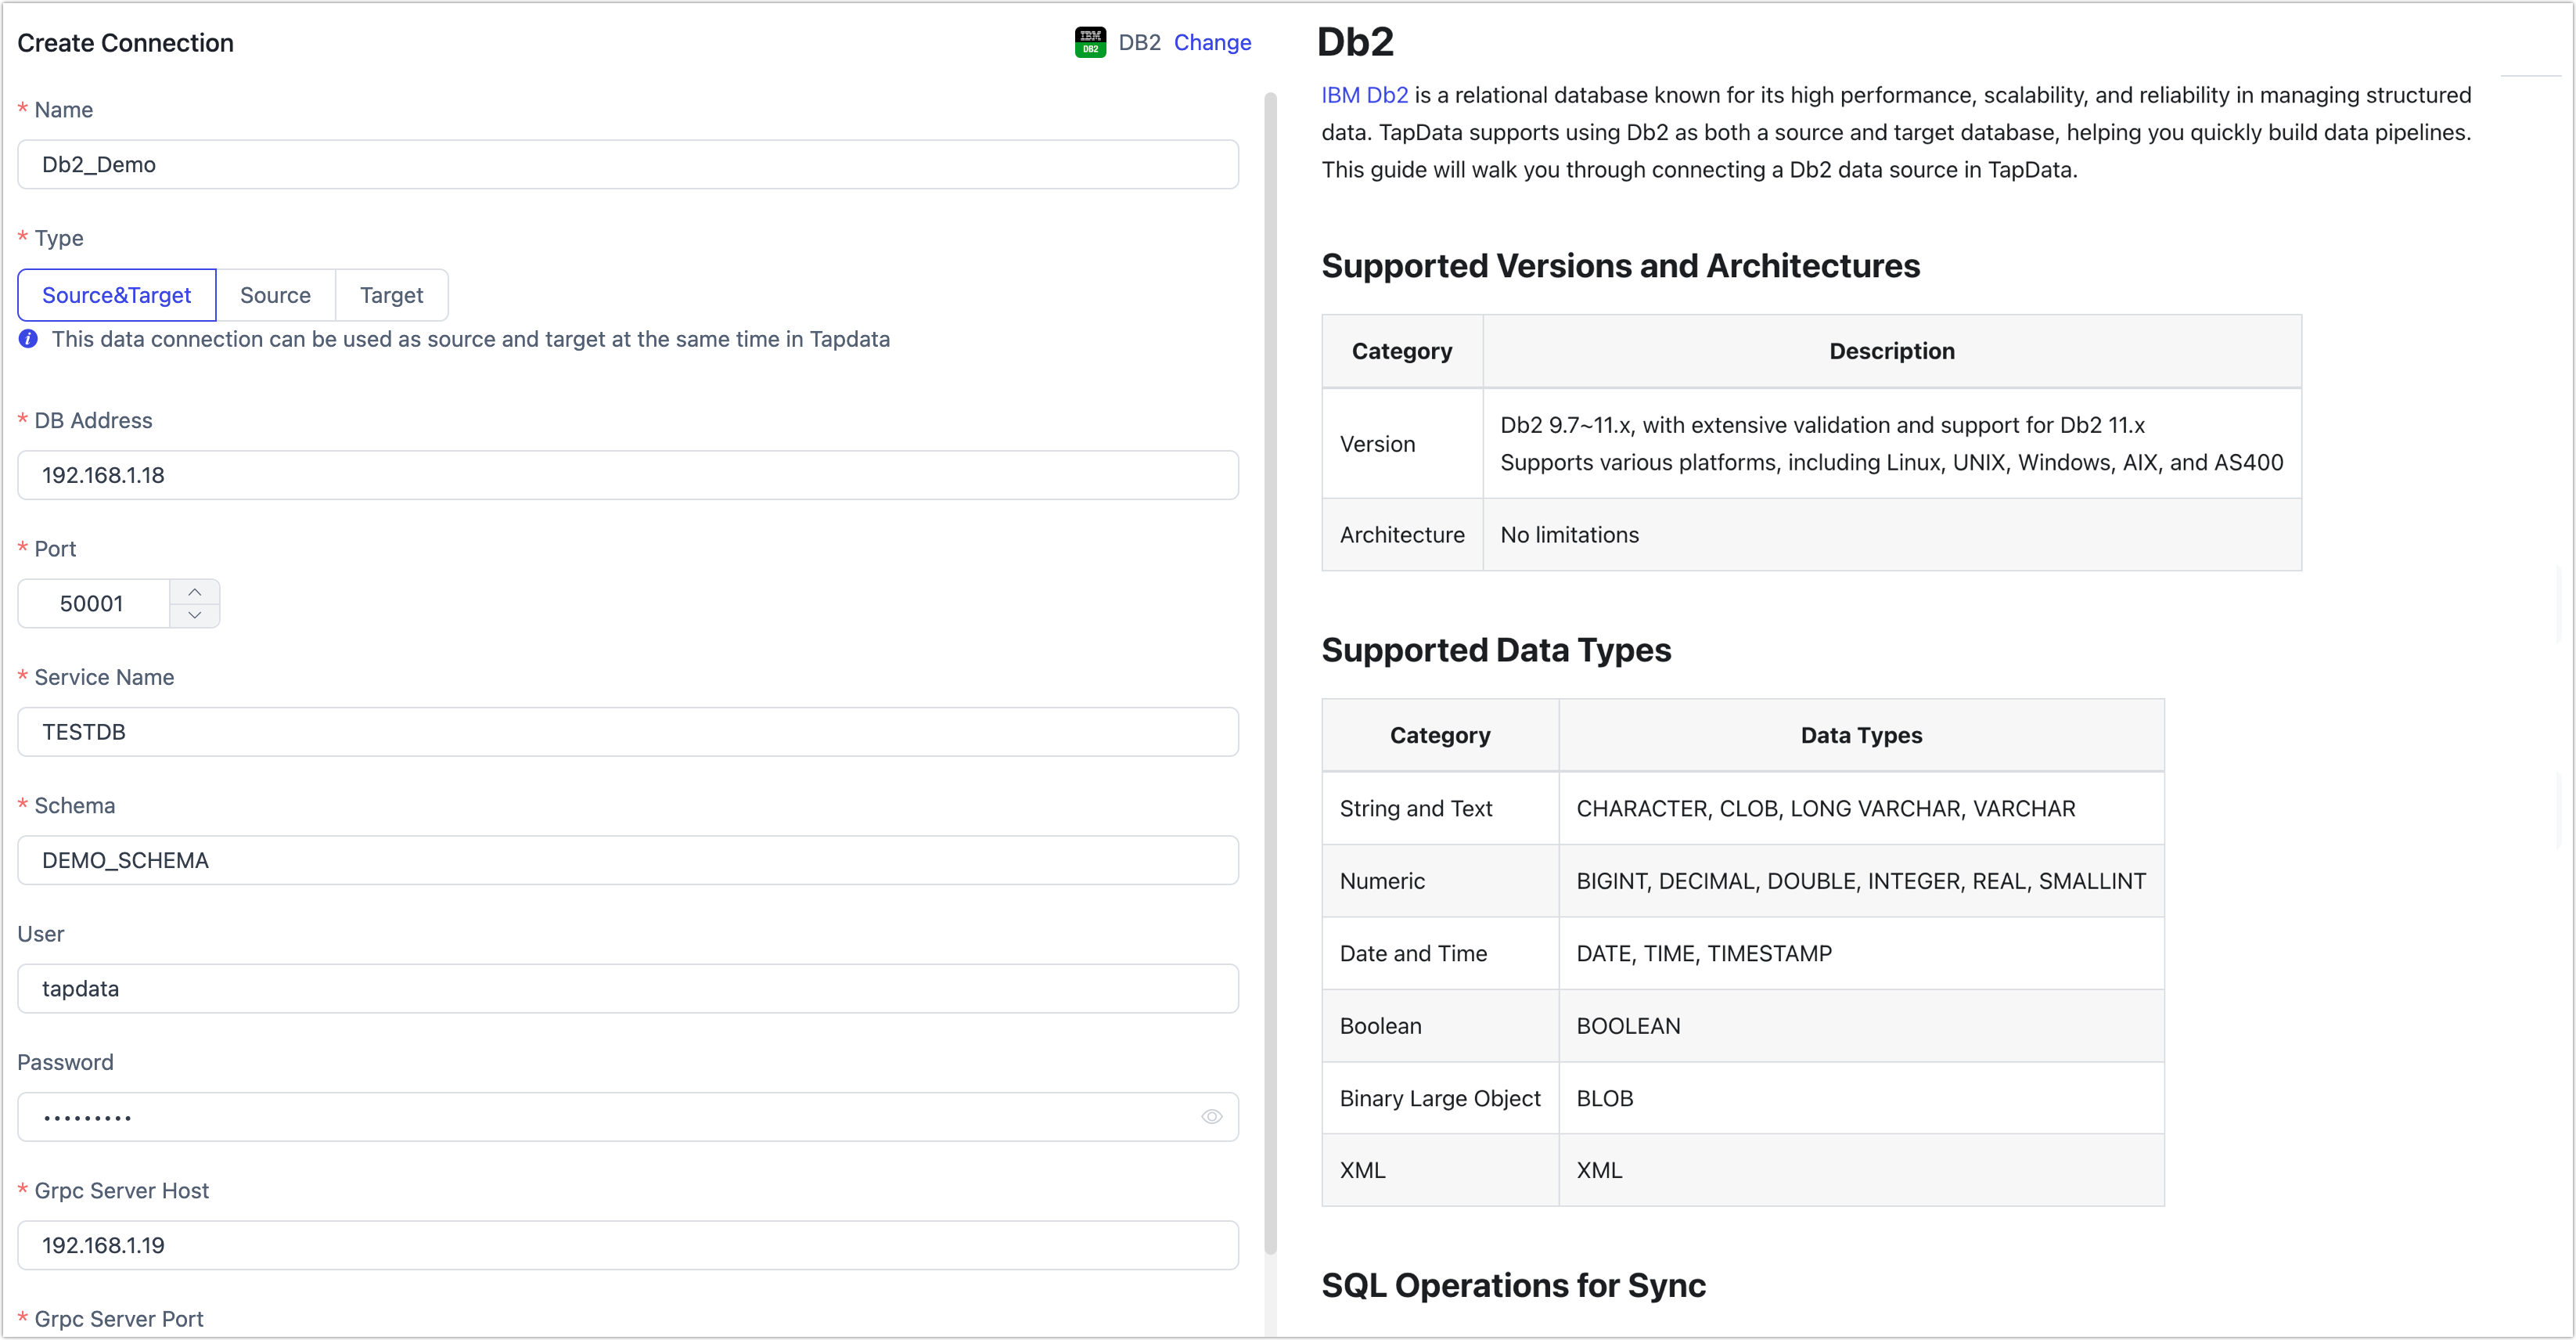 Create Connection
IBM
DB2
DB2 Change
* Name
Db2_Demo
* Type
Source&Target Source Target
i This data connection can be used as source and target at the same time in Tapdata
* DB Address
192.168.1.18
* Port
50001
* Service Name
TESTDB
* Schema
DEMO_SCHEMA
User
tapdata
Password
•••••••••
* Grpc Server Host
192.168.1.19
* Grpc Server Port
Db2
IBM Db2 is a relational database known for its high performance, scalability, and reliability in managing structured
data. TapData supports using Db2 as both a source and target database, helping you quickly build data pipelines.
This guide will walk you through connecting a Db2 data source in TapData.
Supported Versions and Architectures
Category Description
Version Db2 9.7~11.x, with extensive validation and support for Db2 11.x
Supports various platforms, including Linux, UNIX, Windows, AIX, and AS400
Architecture No limitations
Supported Data Types
Category Data Types
String and Text CHARACTER, CLOB, LONG VARCHAR, VARCHAR
Numeric BIGINT, DECIMAL, DOUBLE, INTEGER, REAL, SMALLINT
Date and Time DATE, TIME, TIMESTAMP
Boolean BOOLEAN
Binary Large Object BLOB
XML XML
SQL Operations for Sync